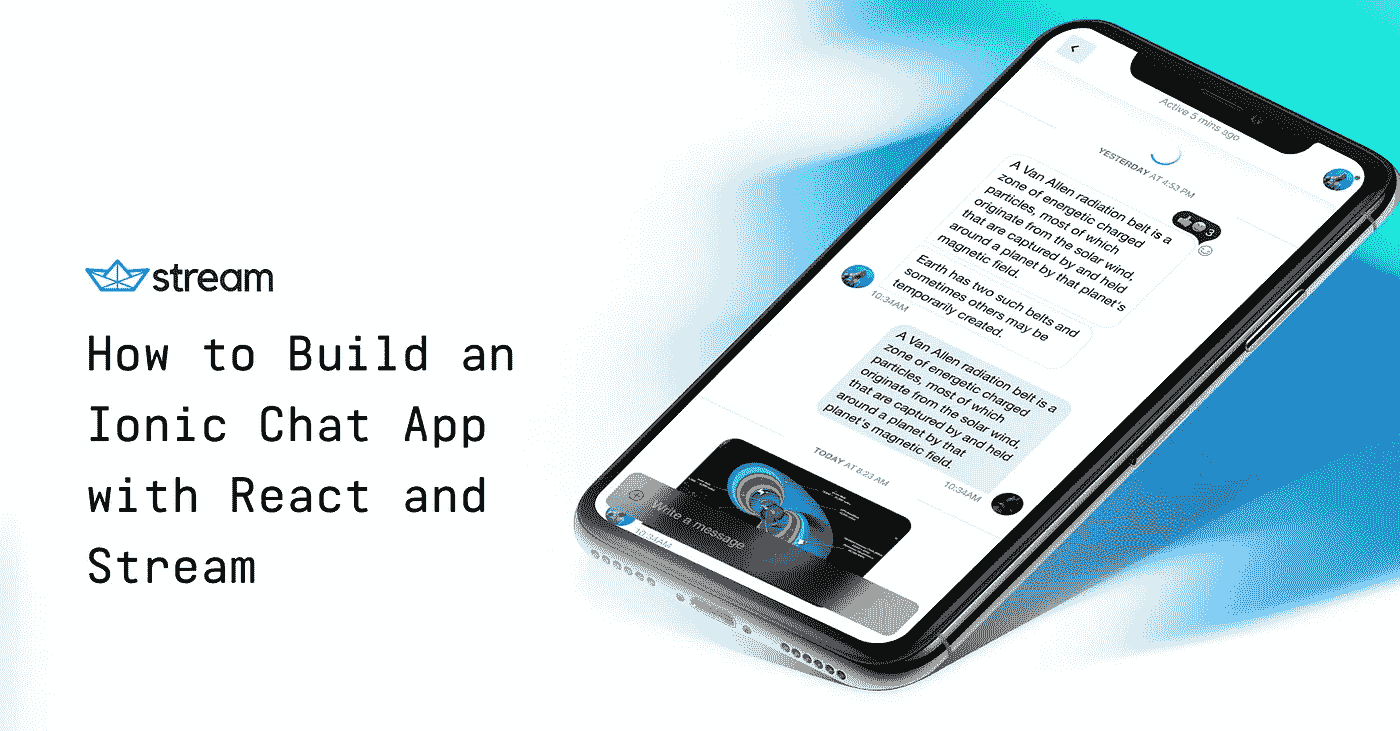 stream
How to Build an
Ionic Chat App
with React and
Stream
Active 5 mins ago
YESTERDAY AT 4:53 PM
A Van Allen radiation belt is a
zone of energetic charged
particles, most of which
originate from the solar wind,
that are captured by and held
around a planet by that planet's
magnetic field.
3
Earth has two such belts and
sometimes others may be
temporarily created.
10:34AM
A Van Allen radiation belt is a
zone of energetic charged
particles, most of which
originate from the solar wind,
that are captured by and held
around a planet by that
planet's magnetic field.
10:34AM
TODAY AT 8:23 AM
Write a message
10:34AM